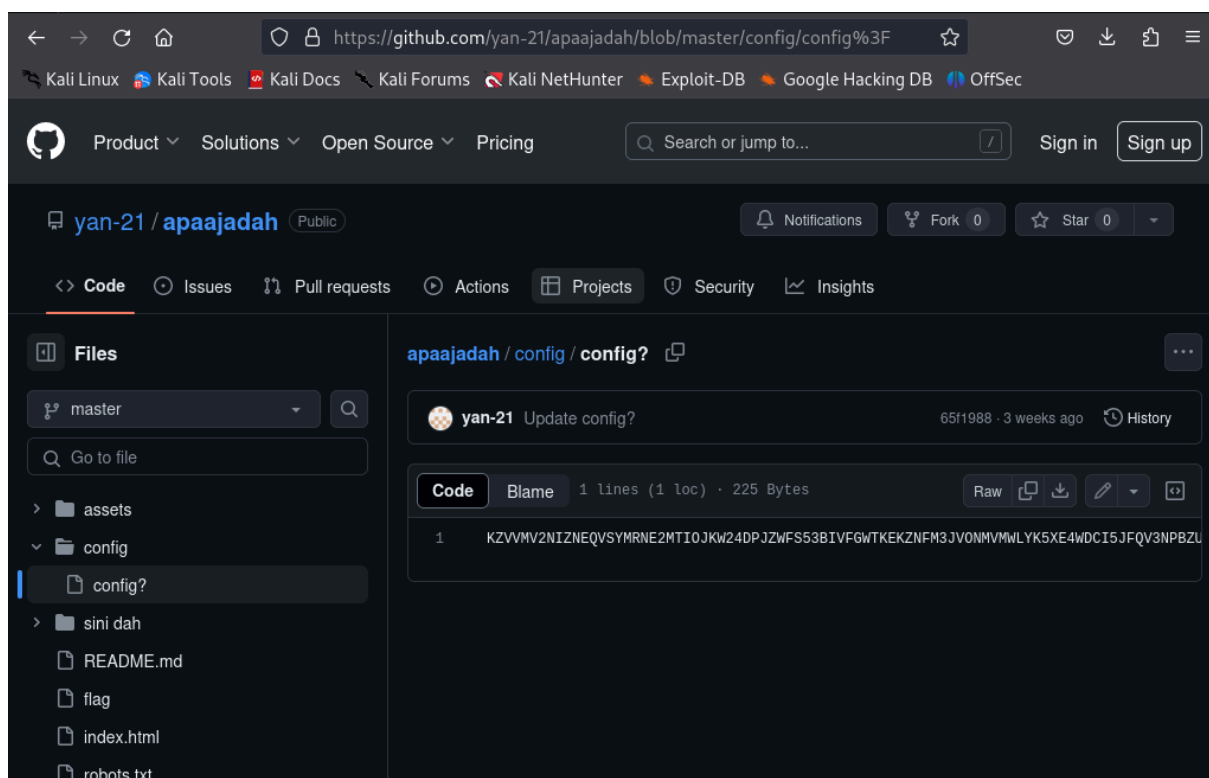 https://github.com/yan-21/apaajadah/blob/master/config/config%3F
Kali Linux Kali Tools Kali Docs Kali Forums Kali NetHunter Exploit-DB Google Hacking DB OffSec
Product Solutions Open Source Pricing Search or jump to... / Sign in Sign up
yan-21 / apaajadah Public Notifications Fork 0 Star 0
<> Code Issues Pull requests Actions Projects Security Insights
Files apaajadah / config / config?
master
yan-21 Update config? 65f1988 · 3 weeks ago History
Go to file
Code Blame 1 lines (1 loc) · 225 Bytes Raw
assets
1 KZVVMV2NIZNEQVSYMRNE2MTIOJKW24DPJZWFS53BIVFGWTKEKZNFM3JVONMVMWLYK5XE4WDCI5JFQV3NPBZU
config
config?
sini dah
README.md
flag
index.html
robots.txt